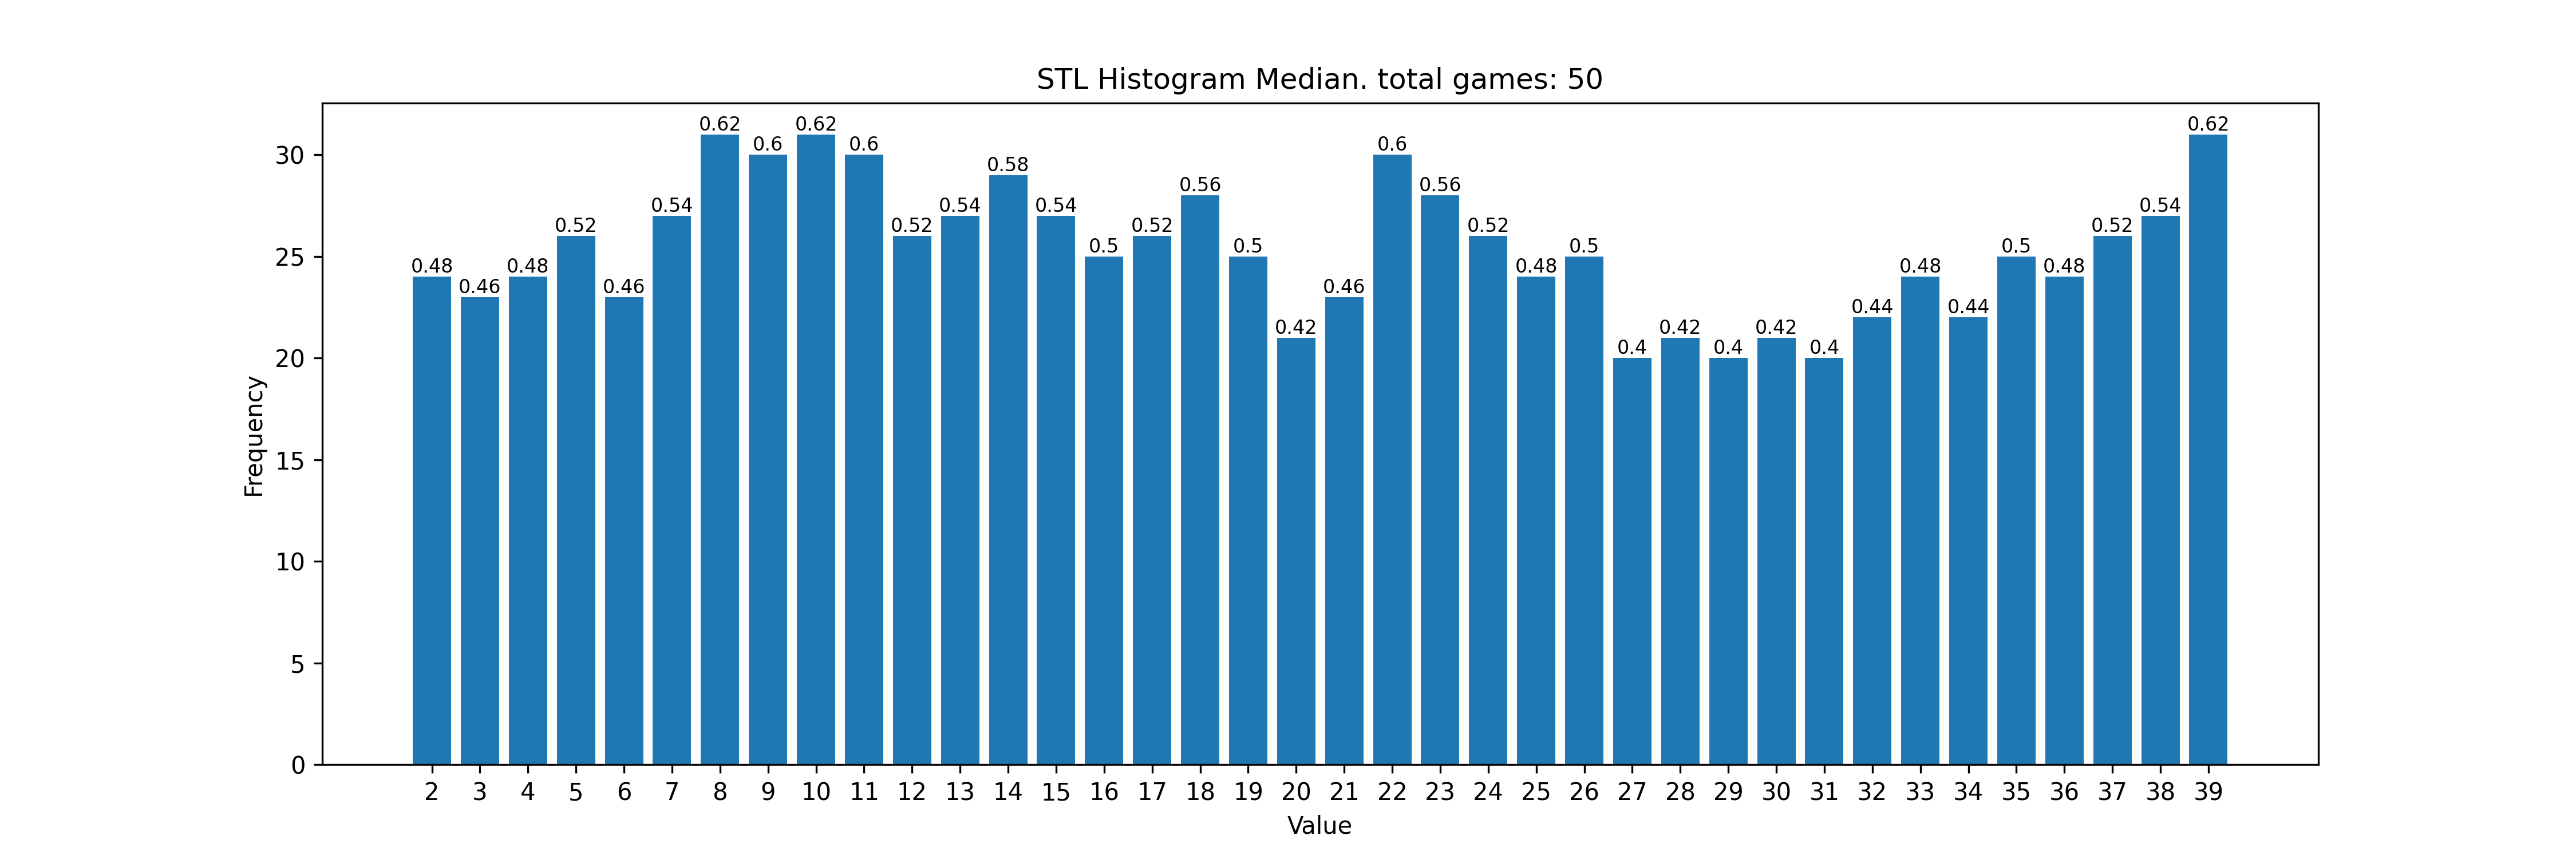 STL Histogram Median. total games: 50
0.48 0.46 0.48 0.52 0.46 0.54 0.62 0.6 0.62 0.6 0.52 0.54 0.58 0.54 0.5 0.52 0.56 0.5 0.42 0.46 0.6 0.56 0.52 0.48 0.5 0.4 0.42 0.4 0.42 0.4 0.44 0.48 0.44 0.5 0.48 0.52 0.54 0.62
Frequency
30
25
20
15
10
5
0
2 3 4 5 6 7 8 9 10 11 12 13 14 15 16 17 18 19 20 21 22 23 24 25 26 27 28 29 30 31 32 33 34 35 36 37 38 39
Value